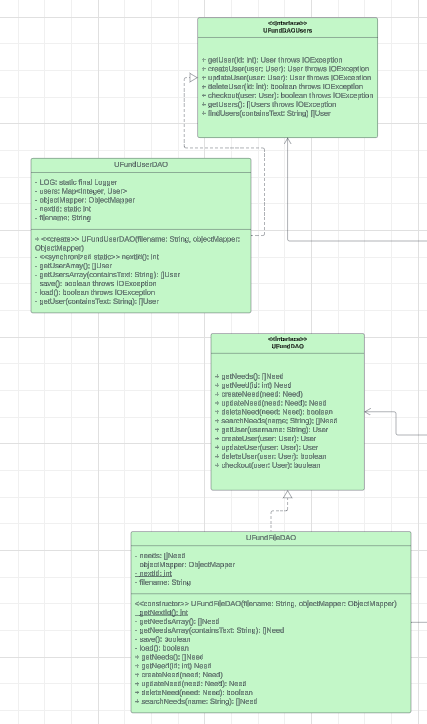 <<interface>>
UFundDAOUsers
+ getUser(id: int): User throws IOException
+ createUser(user: User): User throws IOException
+ updateUser(user: User): User throws IOException
+ deleteUser(id: int): boolean throws IOException
+ checkout(user: User): boolean throws IOException
+ getUsers(): []Users throws IOException
+ findUsers(containsText: String) []User
UFundUserDAO
- LOG: static final Logger
- users: Map<Integer, User>
- objectMapper: ObjectMapper
- nextId: static int
- filename: String
+ <<create>> UFundUserDAO(filename: String, objectMapper:
ObjectMapper)
- <<synchronized static>> nextId(): int
- getUserArray(): []User
- getUsersArray(containsText: String): []User
save(): boolean throws IOException
- load(): boolean throws IOException
- getUser(containsText: String): []User
<<interface>>
UFundDAO
+ getNeeds(): []Need
+ getNeed(id: int) Need
+ createNeed(need: Need)
+ updateNeed(need: Need): Need
+ deleteNeed(need: Need): boolean
+ searchNeeds(name: String): []Need
+ getUser(username: String): User
+ createUser(user: User): User
+ updateUser(user: User): User
+ deleteUser(user: User): boolean
+ checkout(user: User): boolean
UFundFileDAO
- needs: []Need
objectMapper: ObjectMapper
- nextId: int
- filename: String
<<constructor>> UFundFileDAO(filename: String, objectMapper: ObjectMapper)
getNextId(): int
- getNeedsArray(): []Need
- getNeedsArray(containsText: String): []Need
- save(): boolean
- load(): boolean
+ getNeeds(): []Need
+ getNeed(id: int) Need
+ createNeed(need: Need)
+ updateNeed(need: Need): Need
+ deleteNeed(need: Need): boolean
+ searchNeeds(name: String): []Need